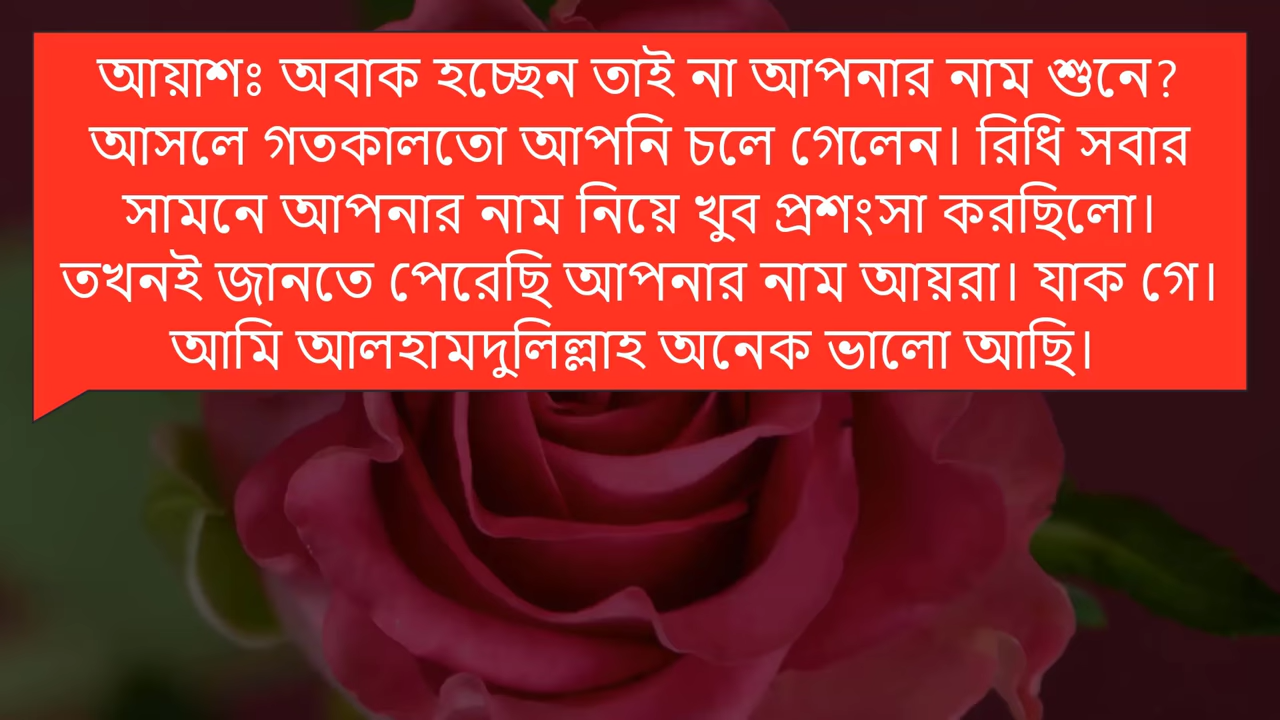 আয়াশঃ অবাক হচ্ছেন তাই না আপনার নাম শুনে?
আসলে গতকালতো আপনি চলে গেলেন। রিধি সবার
সামনে আপনার নাম নিয়ে খুব প্রশংসা করছিলো।
তখনই জানতে পেরেছি আপনার নাম আয়রা। যাক গে।
আমি আলহামদুলিল্লাহ অনেক ভালো আছি।